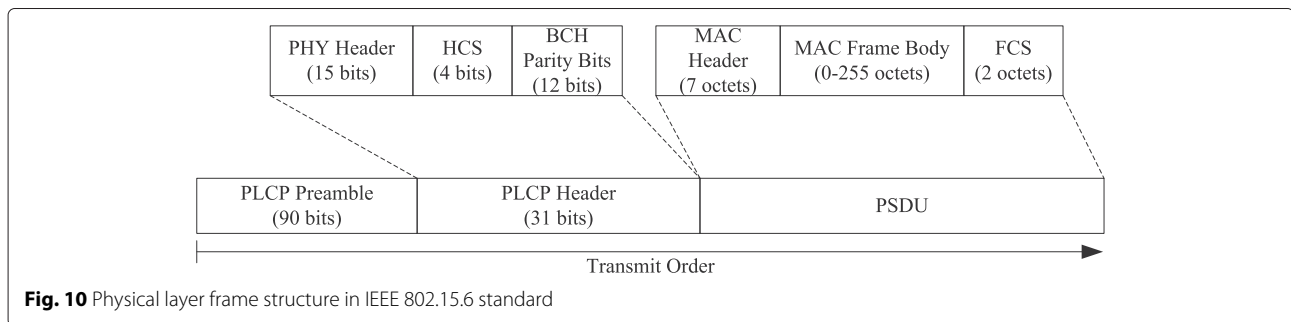 PHY Header
(15 bits)
HCS
(4 bits)
BCH
Parity Bits
(12 bits)
MAC
Header
(7 octets)
MAC Frame Body
(0-255 octets)
FCS
(2 octets)
PLCP Preamble
(90 bits)
PLCP Header
(31 bits)
PSDU
Transmit Order
Fig. 10 Physical layer frame structure in IEEE 802.15.6 standard